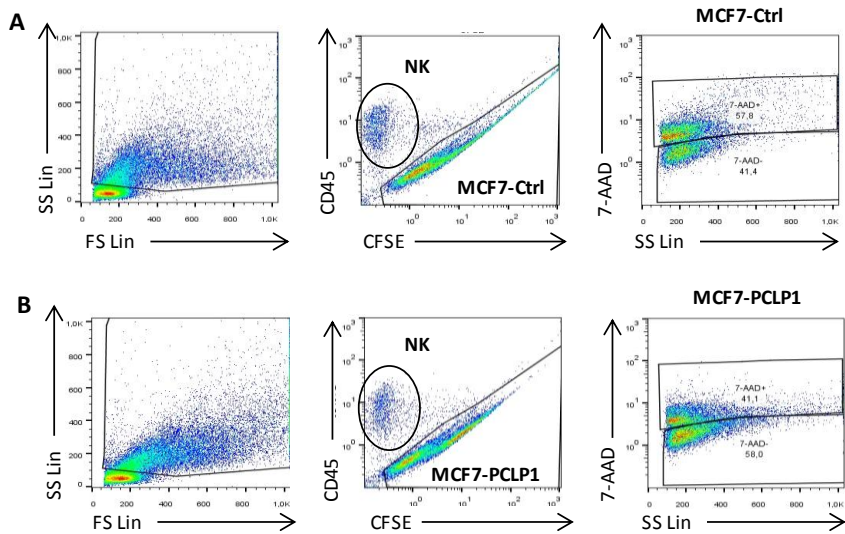 A
SS Lin
1,0K
800
600
400
200
0
0 200 400 600 800 1,0K
FS Lin
CD45
10³
10²
10¹
10⁰
NK
MCF7-Ctrl
10⁰ 10¹ 10² 10³
CFSE
MCF7-Ctrl
7-AAD
10³
10²
10¹
10⁰
7-AAD+
57,8
7-AAD-
41,4
0 200 400 600 800 1,0K
SS Lin
B
SS Lin
1,0K
800
600
400
200
0
0 200 400 600 800 1,0K
FS Lin
CD45
10³
10²
10¹
10⁰
NK
MCF7-PCLP1
10⁰ 10¹ 10² 10³
CFSE
MCF7-PCLP1
7-AAD
10³
10²
10¹
10⁰
7-AAD+
41,1
7-AAD-
58,0
0 200 400 600 800 1,0K
SS Lin